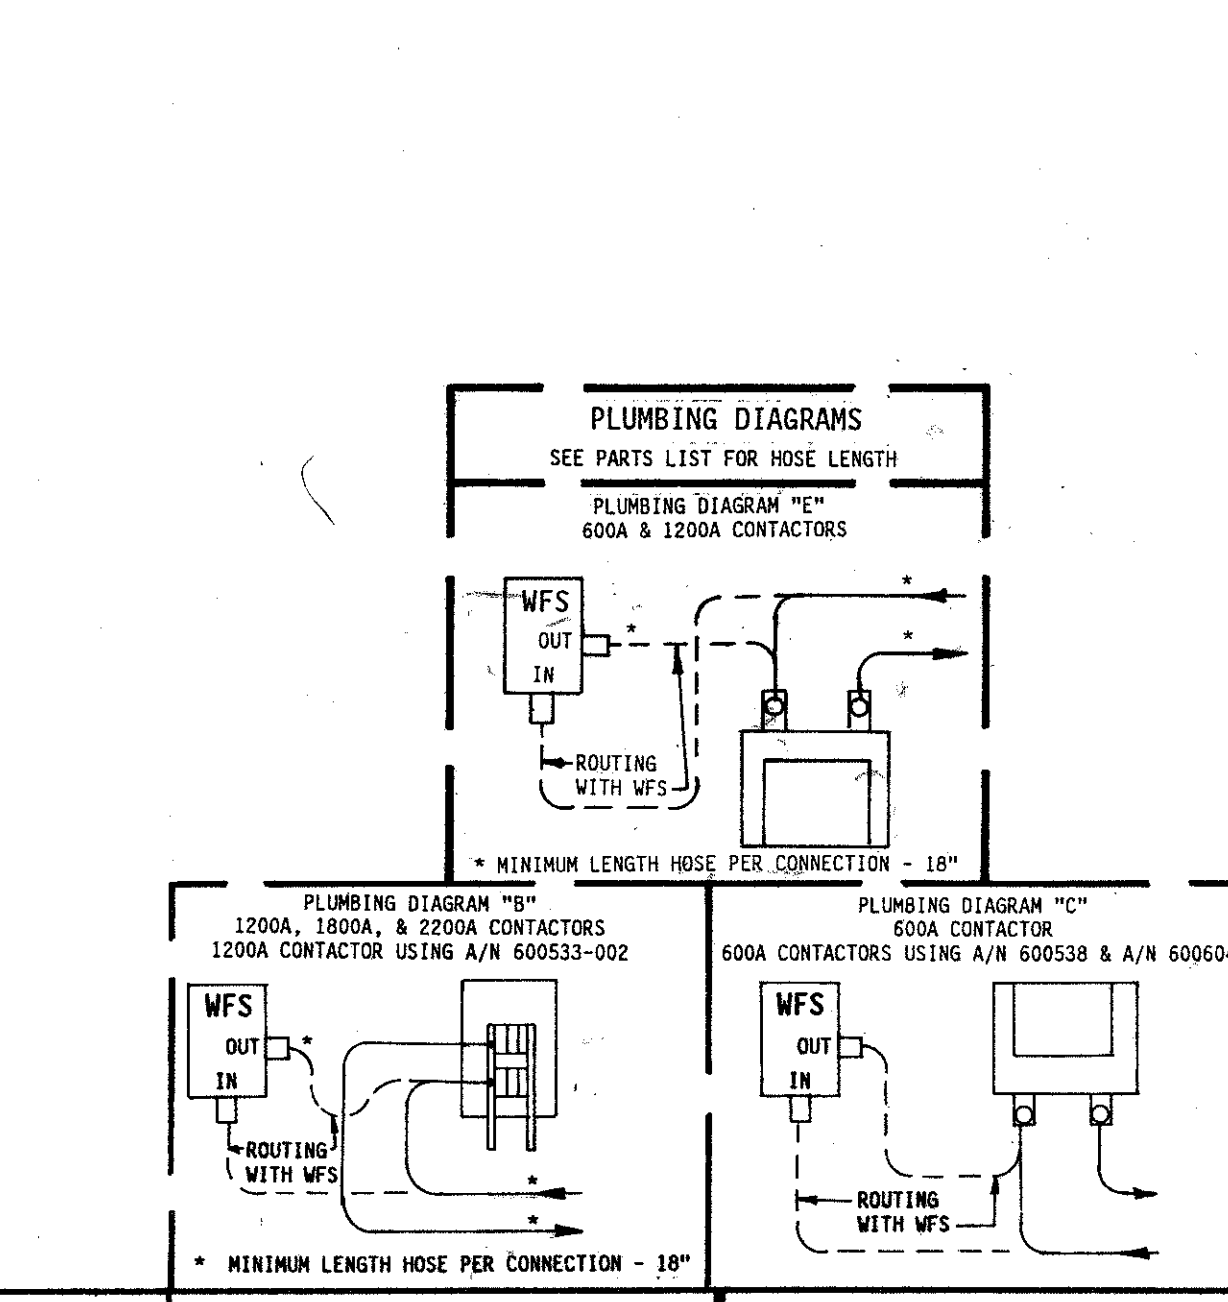 PLUMBING DIAGRAMS
SEE PARTS LIST FOR HOSE LENGTH
PLUMBING DIAGRAM "E"
600A & 1200A CONTACTORS
WFS
OUT
IN
*
*
*
ROUTING
WITH WFS
* MINIMUM LENGTH HOSE PER CONNECTION - 18"
PLUMBING DIAGRAM "B"
1200A, 1800A, & 2200A CONTACTORS
1200A CONTACTOR USING A/N 600533-002
WFS
OUT
IN
*
ROUTING
WITH WFS
*
*
* MINIMUM LENGTH HOSE PER CONNECTION - 18"
PLUMBING DIAGRAM "C"
600A CONTACTOR
600A CONTACTORS USING A/N 600538 & A/N
WFS
OUT
IN
ROUTING
WITH WFS